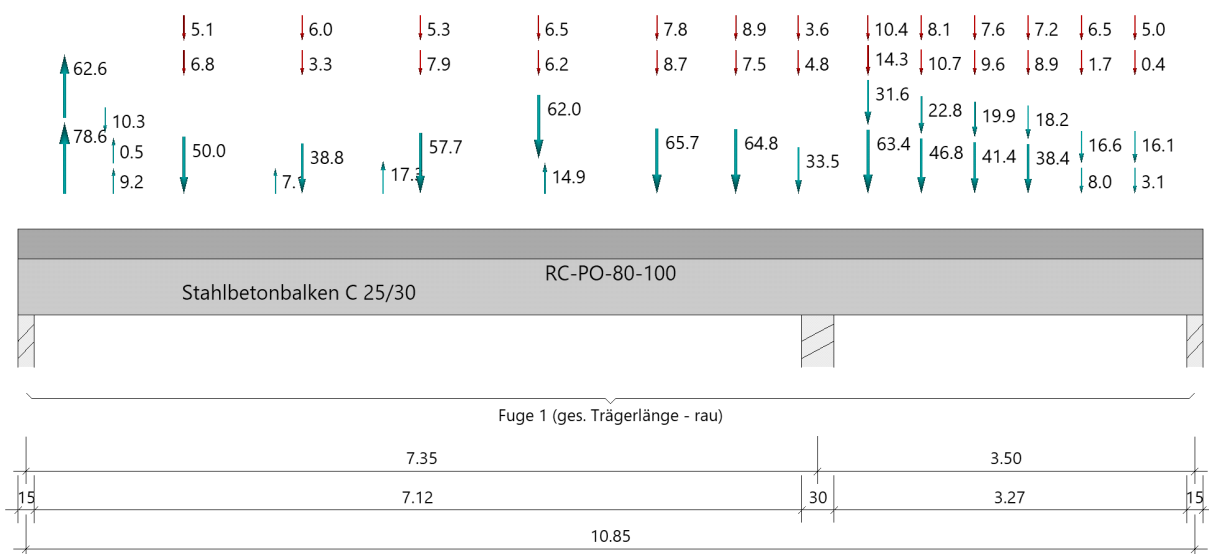 5.1 6.0 5.3 6.5 7.8 8.9 3.6 10.4 8.1 7.6 7.2 6.5 5.0
62.6 6.8 3.3 7.9 6.2 8.7 7.5 4.8 14.3 10.7 9.6 8.9 1.7 0.4
31.6
10.3 62.0 22.8 19.9 18.2
78.6 0.5 50.0 38.8 57.7 65.7 64.8 33.5 63.4 46.8 41.4 38.4 16.6 16.1
9.2 17.3 14.9 8.0 3.1
RC-PO-80-100
Stahlbetonbalken C 25/30
Fuge 1 (ges. Trägerlänge - rau)
7.35 3.50
15 7.12 30 3.27 15
10.85